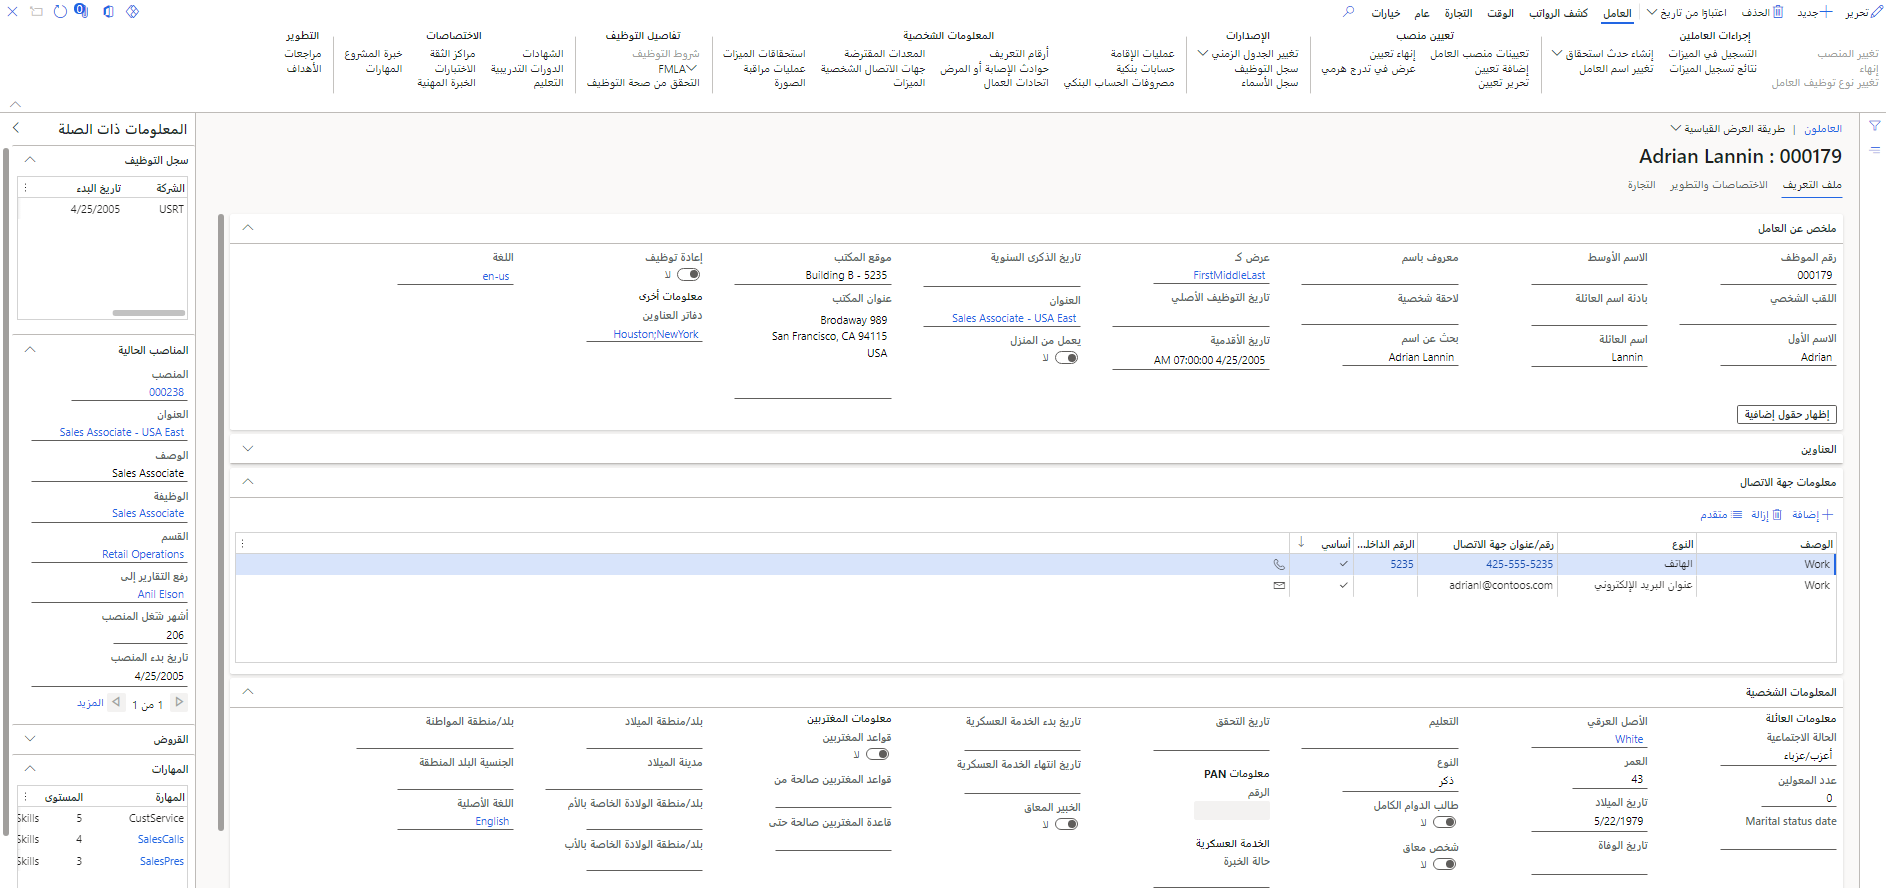 تحرير
جديد
الحذف
اعتبارًا من تاريخ
العامل
كشف الرواتب
الوقت
التجارة
عام
خيارات
0
إجراءات العاملين
تغيير المنصب
إنهاء
تغيير نوع توظيف العامل
التسجيل في الميزات
نتائج تسجيل الميزات
إنشاء حدث استحقاق
تغيير اسم العامل
تعيين منصب
تعيينات منصب العامل
إضافة تعيين
تحرير تعيين
إنهاء تعيين
عرض في تدرج هرمي
الإصدارات
تغيير الجدول الزمني
سجل التوظيف
سجل الأسماء
المعلومات الشخصية
عمليات الإقامة
حسابات بنكية
مصروفات الحساب البنكي
أرقام التعريف
حوادث الإصابة أو المرض
اتحادات العمال
المعدات المقترضة
جهات الاتصال الشخصية
الميزات
استحقاقات الميزات
عمليات مراقبة
الصورة
تفاصيل التوظيف
شروط التوظيف
FMLA
التحقق من صحة التوظيف
الاختصاصات
الشهادات
الدورات التدريبية
التعليم
مراكز الثقة
الاختبارات
الخبرة المهنية
خبرة المشروع
المهارات
التطوير
مراجعات
الأهداف
العاملون | طريقة العرض القياسية
Adrian Lannin : 000179
ملف التعريف
الاختصاصات والتطوير
التجارة
ملخص عن العامل
رقم الموظف
000179
اللقب الشخصي
الاسم الأول
Adrian
الاسم الأوسط
بادئة اسم العائلة
اسم العائلة
Lannin
معروف باسم
لاحقة شخصية
بحث عن اسم
Adrian Lannin
عرض كـ
FirstMiddleLast
تاريخ التوظيف الأصلي
تاريخ الأقدمية
4/25/2005 07:00:00 AM
تاريخ الذكرى السنوية
العنوان
Sales Associate - USA East
يعمل من المنزل
لا
موقع المكتب
Building B - 5235
عنوان المكتب
Brodaway 989
San Francisco, CA 94115
USA
إعادة توظيف
لا
معلومات أخرى
دفاتر العناوين
Houston;NewYork
اللغة
en-us
إظهار حقول إضافية
العناوين
معلومات جهة الاتصال
إضافة
إزالة
متقدم
الوصف النوع رقم/عنوان جهة الاتصال الرقم الداخل... أساسي
Work الهاتف 425-555-5235 5235
Work عنوان البريد الإلكتروني adrianl@contoos.com
المعلومات الشخصية
معلومات العائلة
الحالة الاجتماعية
أعزب/عزباء
عدد المعولين
0
Marital status date
الأصل العرقي
White
العمر
43
تاريخ الميلاد
5/22/1979
تاريخ الوفاة
التعليم
النوع
ذكر
طالب الدوام الكامل
لا
شخص معاق
لا
تاريخ التحقق
معلومات PAN
الرقم
الخدمة العسكرية
حالة الخبرة
تاريخ بدء الخدمة العسكرية
تاريخ انتهاء الخدمة العسكرية
الخبير المعاق
لا
معلومات المغتربين
قواعد المغتربين
لا
قواعد المغتربين صالحة من
قاعدة المغتربين صالحة حتى
بلد/منطقة الميلاد
مدينة الميلاد
بلد/منطقة الولادة الخاصة بالأم
بلد/منطقة الولادة الخاصة بالأب
بلد/منطقة المواطنة
الجنسية البلد المنطقة
اللغة الأصلية
English
المعلومات ذات الصلة
سجل التوظيف
الشركة تاريخ البدء
USRT 4/25/2005
المناصب الحالية
المنصب
000238
العنوان
Sales Associate - USA East
الوصف
Sales Associate
الوظيفة
Sales Associate
القسم
Retail Operations
رفع التقارير إلى
Anil Elson
أشهر شغل المنصب
206
تاريخ بدء المنصب
4/25/2005
1 من 1
المزيد
القروض
المهارات
المهارة المستوى
CustService 5 Skills
SalesCalls 4 Skills
SalesPres 3 Skills